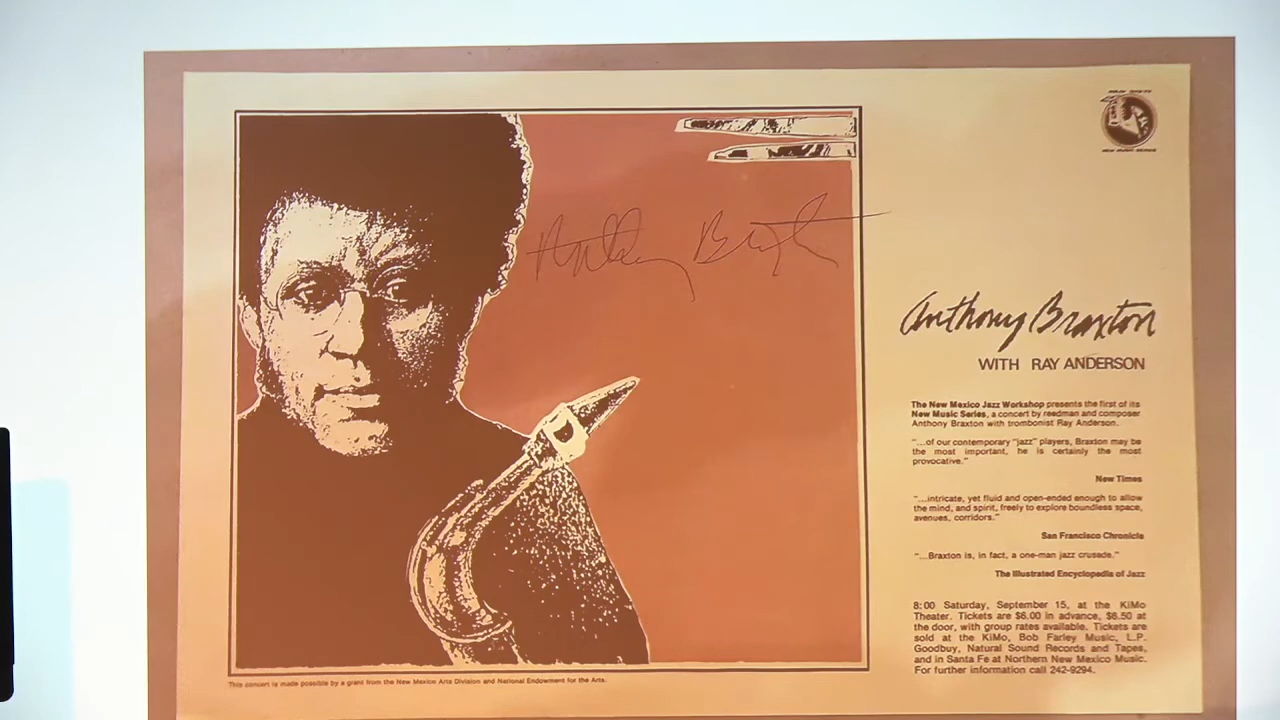 Anthony Braxton
Anthony Braxton
WITH RAY ANDERSON
The New Mexico Jazz Workshop presents the first of its
New Music Series, a concert by reedman and composer
Anthony Braxton with trombonist Ray Anderson.
"...of our contemporary "jazz" players, Braxton may be
the most important, he is certainly the most
provocative."
New Times
"...intricate, yet fluid and open-ended enough to allow
the mind, and spirit, freely to explore boundless space,
avenues, corridors."
San Francisco Chronicle
"...Braxton is, in fact, a one-man jazz crusade."
The Illustrated Encyclopedia of Jazz
8:00 Saturday, September 15, at the KiMo
Theater. Tickets are $6.00 in advance, $6.50 at
the door, with group rates available. Tickets are
sold at the KiMo, Bob Farley Music, L.P.
Goodbuy, Natural Sound Records and Tapes,
and in Santa Fe at Northern New Mexico Music.
For further information call 242-9294.
This concert is made possible by a grant from the New Mexico Arts Division and National Endowment for the Arts.